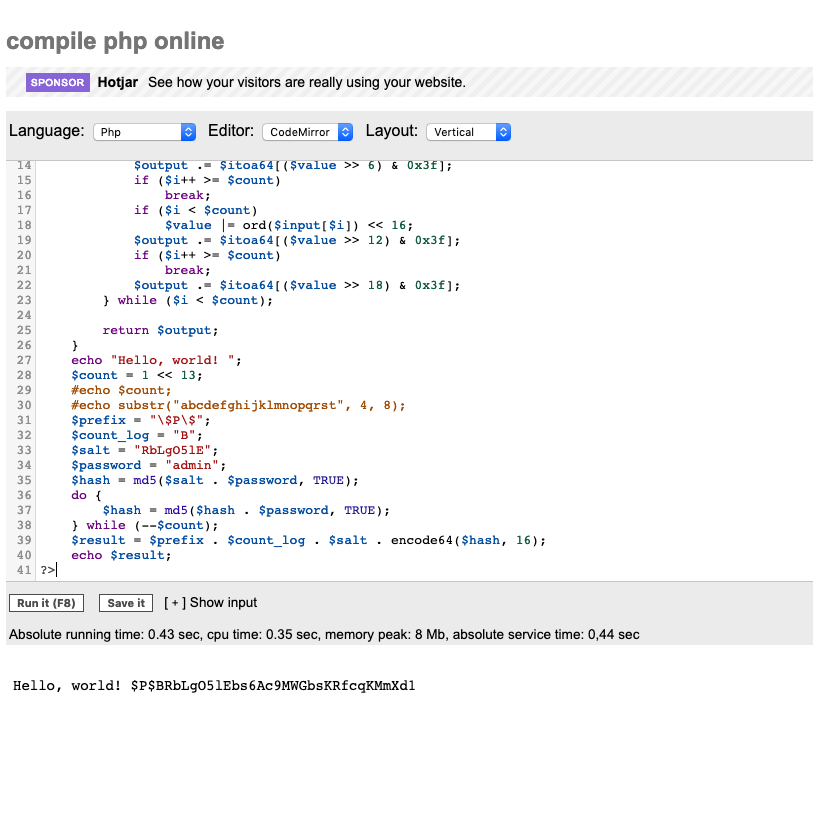 compile php online
SPONSOR Hotjar See how your visitors are really using your website.
Language: Php Editor: CodeMirror Layout: Vertical
14             $output .= $itoa64[($value >> 6) & 0x3f];
15             if ($i++ >= $count)
16                 break;
17             if ($i < $count)
18                 $value |= ord($input[$i]) << 16;
19             $output .= $itoa64[($value >> 12) & 0x3f];
20             if ($i++ >= $count)
21                 break;
22             $output .= $itoa64[($value >> 18) & 0x3f];
23         } while ($i < $count);
24
25         return $output;
26     }
27     echo "Hello, world! ";
28     $count = 1 << 13;
29     #echo $count;
30     #echo substr("abcdefghijklmnopqrst", 4, 8);
31     $prefix = "\$P\$";
32     $count_log = "B";
33     $salt = "RbLgO5lE";
34     $password = "admin";
35     $hash = md5($salt . $password, TRUE);
36     do {
37         $hash = md5($hash . $password, TRUE);
38     } while (--$count);
39     $result = $prefix . $count_log . $salt . encode64($hash, 16);
40     echo $result;
41 ?>
Run it (F8) Save it [ + ] Show input
Absolute running time: 0.43 sec, cpu time: 0.35 sec, memory peak: 8 Mb, absolute service time: 0,44 sec
Hello, world! $P$BRbLgO5lEbs6Ac9MWGbsKRfcqKMmXd1